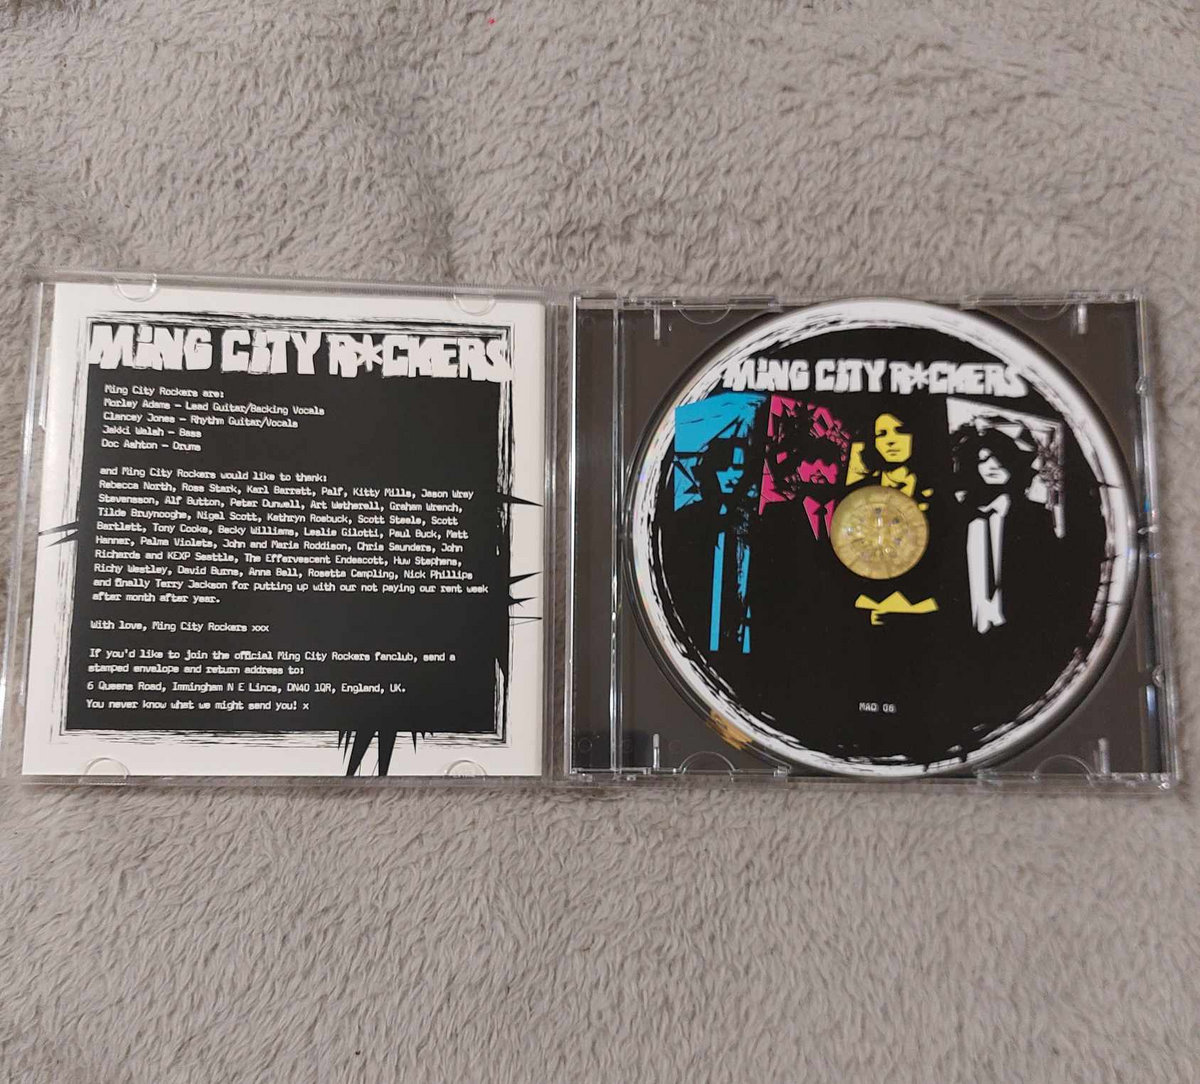 MiNG CiTY R*CKERS
Ming City Rockers are:
Morley Adams – Lead Guitar/Backing Vocals
Clancey Jones – Rhythm Guitar/Vocals
Jakki Walsh – Bass
Doc Ashton – Drums
and Ming City Rockers would like to thank:
Rebecca North, Ross Stark, Karl Barrett, Palf, Kitty Mills, Jason Wray
Stevensson, Alf Button, Peter Dunwell, Art Wetherell, Graham Wrench,
Tilde Bruynooghe, Nigel Scott, Kathryn Roebuck, Scott Steele, Scott
Bartlett, Tony Cooke, Becky Williams, Leslie Gilotti, Paul Buck, Matt
Hanner, Palma Violets, John and Maria Roddison, Chris Saunders, John
Richards and KEXP Seattle, The Effervescent Endsacott, Huw Stephens,
Richy Westley, David Burns, Anna Bell, Rosetta Campling, Nick Phillips
and finally Terry Jackson for putting up with our not paying our rent week
after month after year.
With love, Ming City Rockers xxx
If you'd like to join the official Ming City Rockers fanclub, send a
stamped envelope and return address to:
6 Queens Road, Immingham N E Lincs, DN40 1QR, England, UK.
You never know what we might send you! x
MiNG CiTY R*CKERS
MAD 06